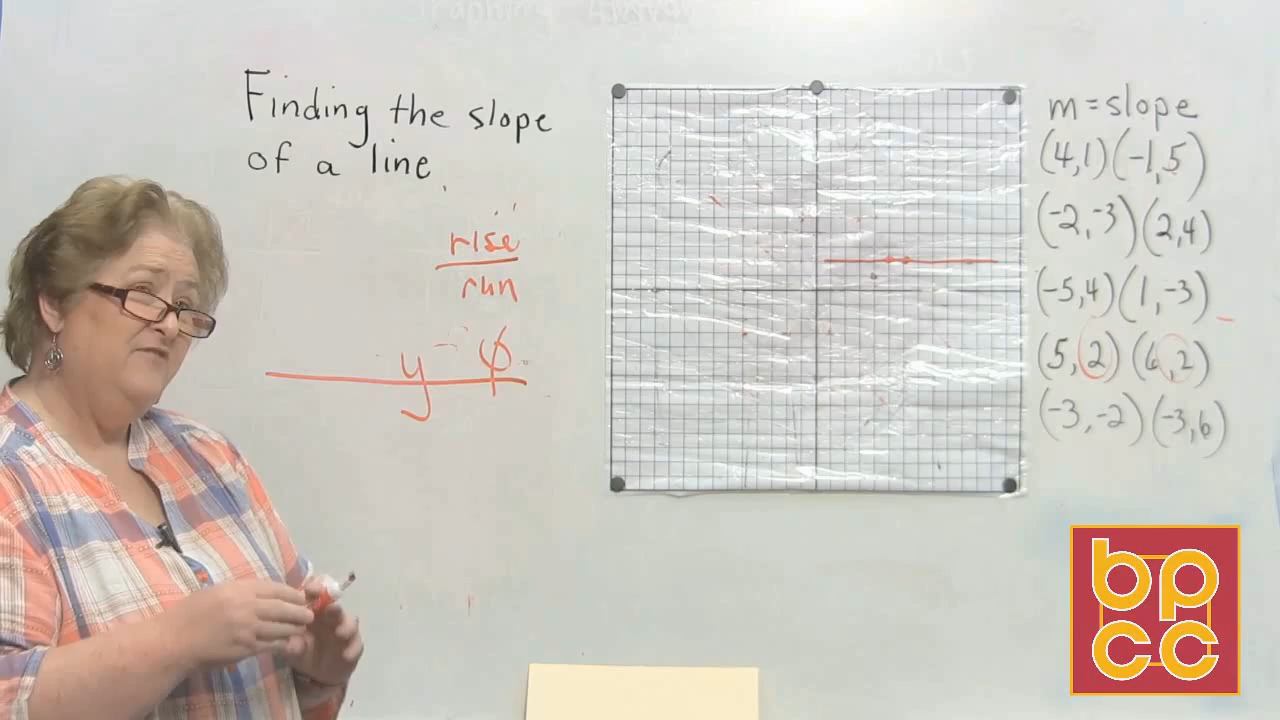 Finding the slope
of a line
rise
run
y = 0
m = slope
(4,1)(-1,5)
(-2,-3)(2,4)
(-5,4)(1,-3)
(5,2)(6,2)
(-3,-2)(-3,6)
bp
cc